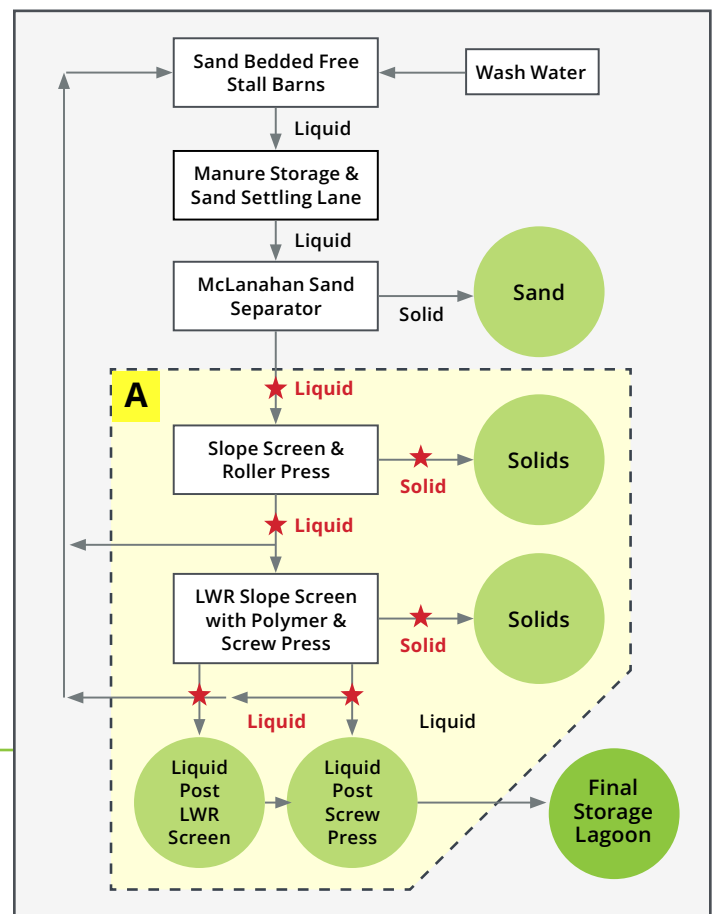 Sand Bedded Free
Stall Barns
Wash Water
Liquid
Manure Storage &
Sand Settling Lane
Liquid
McLanahan Sand
Separator
Solid
Sand
A
Liquid
Slope Screen &
Roller Press
Solid
Solids
Liquid
LWR Slope Screen
with Polymer &
Screw Press
Solid
Solids
Liquid
Liquid
Liquid
Post
LWR
Screen
Liquid
Post
Screw
Press
Final
Storage
Lagoon